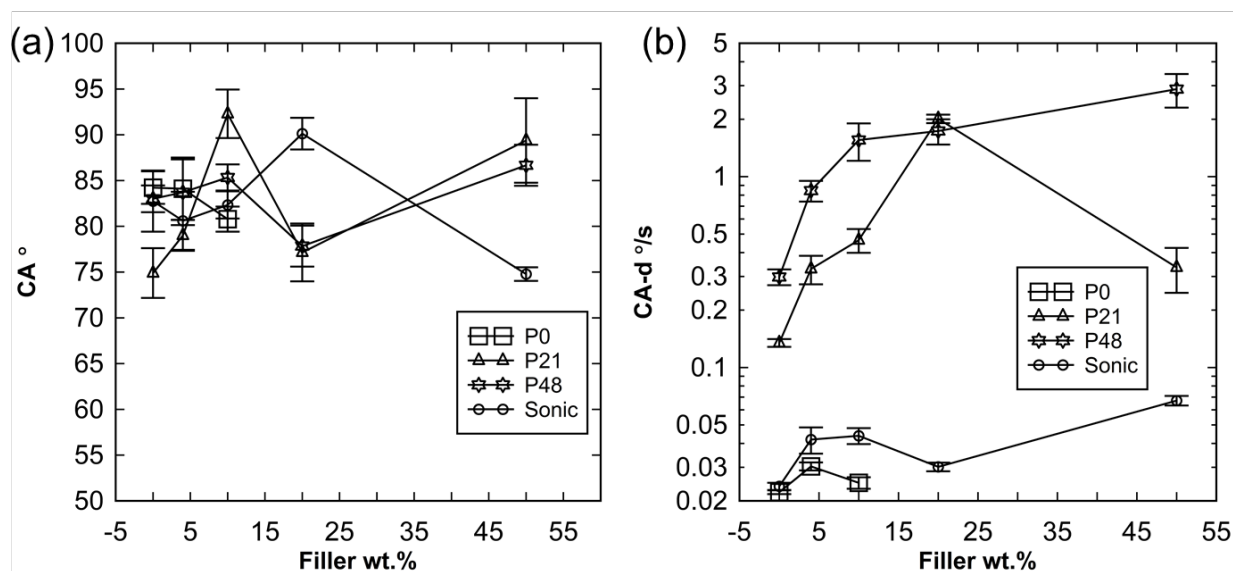 (a)
100
95
90
85
80
75
70
65
60
55
50
CA °
-5 5 15 25 35 45 55
Filler wt.%
P0
P21
P48
Sonic
(b)
5
3
2
1
0.5
0.3
0.2
0.1
0.05
0.03
0.02
CA-d °/s
-5 5 15 25 35 45 55
Filler wt.%
P0
P21
P48
Sonic